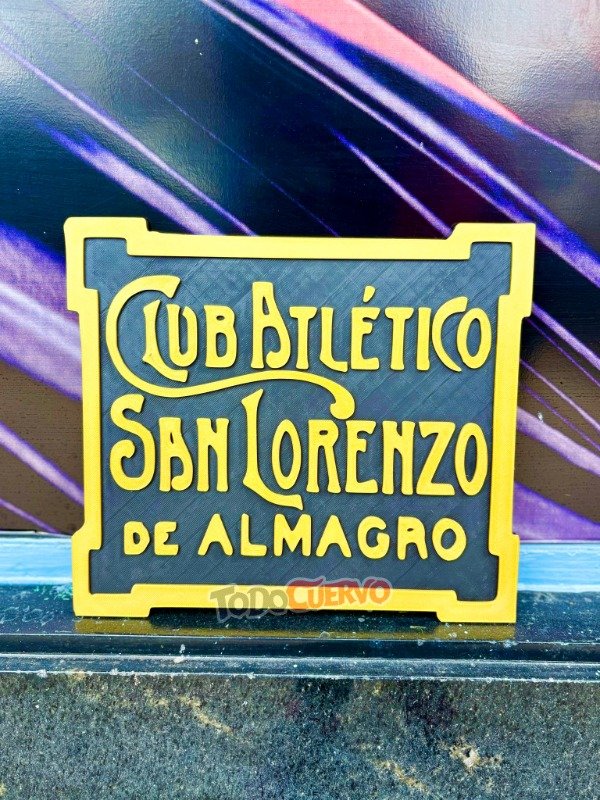 CLUB ATLÉTICO
SAN LORENZO
DE ALMAGRO
TODOCUERVO